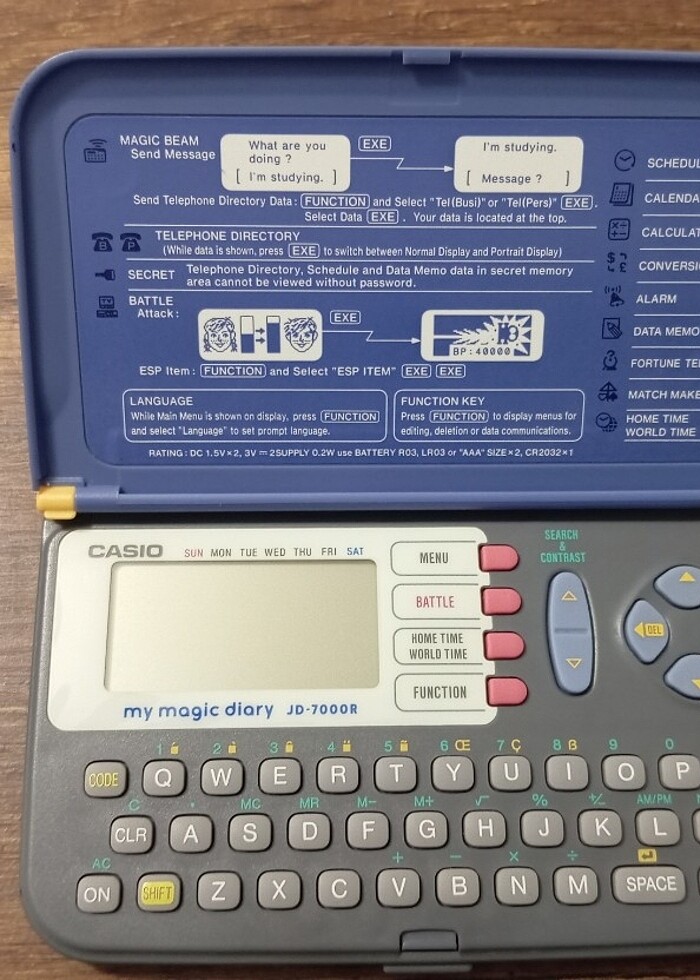 MAGIC BEAM
Send Message
What are you
doing ?
[ I'm studying. ]
EXE
I'm studying.
[ Message ? ]
Send Telephone Directory Data : FUNCTION and Select "Tel(Busi)" or "Tel(Pers)" EXE .
Select Data EXE . Your data is located at the top.
B P TELEPHONE DIRECTORY
(While data is shown, press EXE to switch between Normal Display and Portrait Display)
SECRET Telephone Directory, Schedule and Data Memo data in secret memory
area cannot be viewed without password.
BATTLE
Attack :
EXE
BP:40000
ESP Item : FUNCTION and Select "ESP ITEM" EXE EXE
LANGUAGE
While Main Menu is shown on display, press FUNCTION
and select "Language" to set prompt language.
FUNCTION KEY
Press FUNCTION to display menus for
editing, deletion or data communications.
RATING : DC 1.5V×2, 3V ⎓ 2SUPPLY 0.2W use BATTERY R03, LR03 or "AAA" SIZE×2, CR2032×1
SCHEDUL
CALENDA
CALCULAT
CONVERSI
ALARM
DATA MEMO
FORTUNE TE
MATCH MAKE
HOME TIME
WORLD TIME
CASIO
SUN MON TUE WED THU FRI SAT
my magic diary JD-7000R
MENU
BATTLE
HOME TIME
WORLD TIME
FUNCTION
SEARCH
&
CONTRAST
DEL
1 2 3 4 5 6 Œ 7 Ç 8 ß 9 0
CODE Q W E R T Y U I O P
C · MC MR M− M+ √ % +/− AM/PM
CLR A S D F G H J K L
AC + − × ÷
ON SHIFT Z X C V B N M SPACE